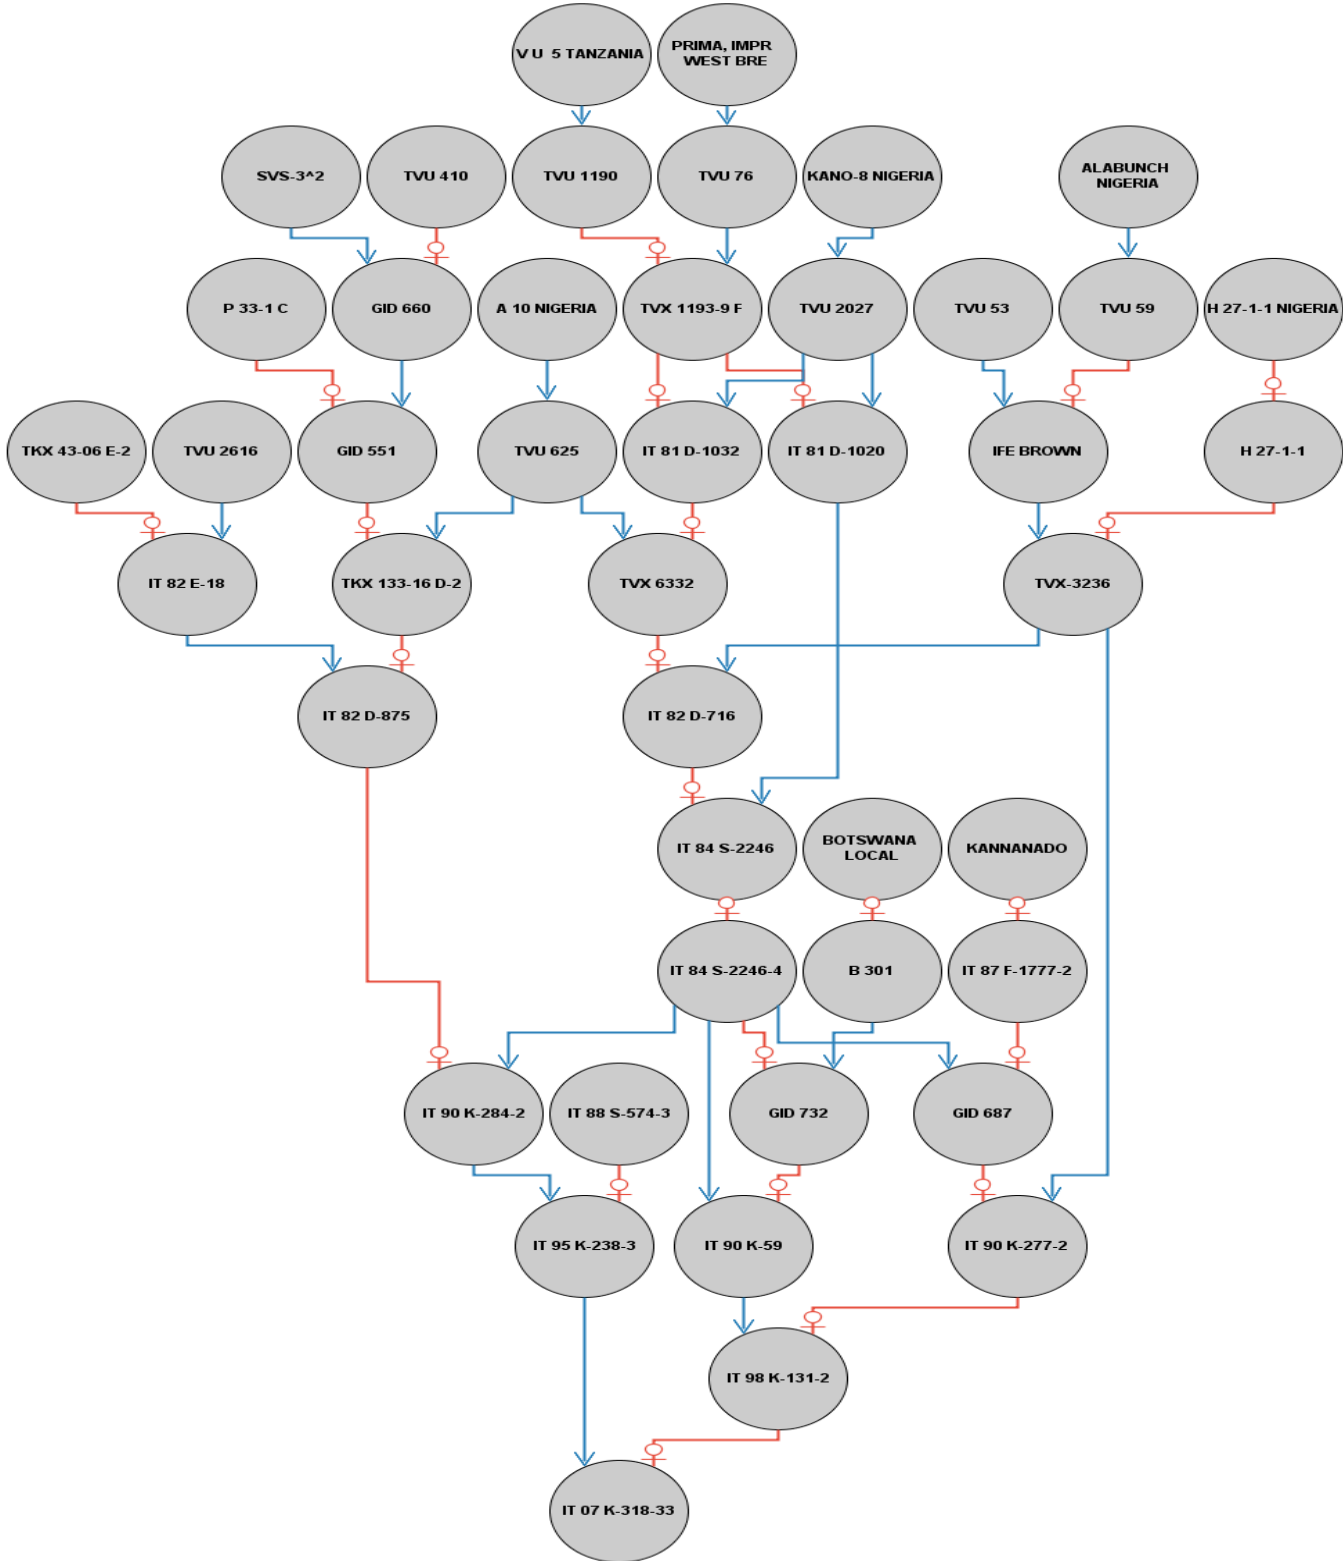 V U  5 TANZANIA
PRIMA, IMPR
WEST BRE
SVS-3^2
TVU 410
TVU 1190
TVU 76
KANO-8 NIGERIA
ALABUNCH
NIGERIA
P 33-1 C
GID 660
A 10 NIGERIA
TVX 1193-9 F
TVU 2027
TVU 53
TVU 59
H 27-1-1 NIGERIA
TKX 43-06 E-2
TVU 2616
GID 551
TVU 625
IT 81 D-1032
IT 81 D-1020
IFE BROWN
H 27-1-1
IT 82 E-18
TKX 133-16 D-2
TVX 6332
TVX-3236
IT 82 D-875
IT 82 D-716
IT 84 S-2246
BOTSWANA
LOCAL
KANNANADO
IT 84 S-2246-4
B 301
IT 87 F-1777-2
IT 90 K-284-2
IT 88 S-574-3
GID 732
GID 687
IT 95 K-238-3
IT 90 K-59
IT 90 K-277-2
IT 98 K-131-2
IT 07 K-318-33